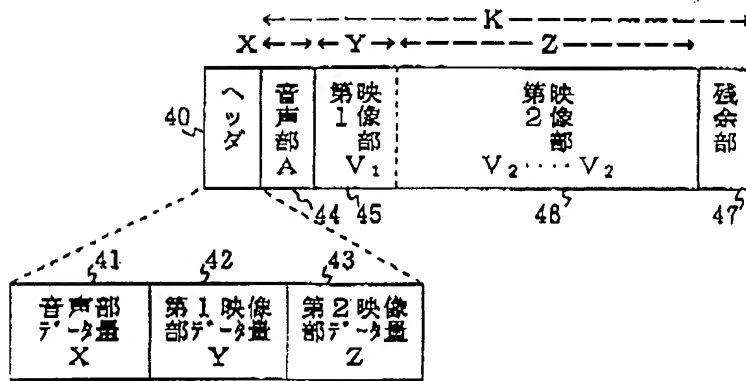 K
X Y Z
40
ヘッダ
音声部 A
第1映像部 V₁
第2映像部 V₂‥‥V₂
残余部
44 45 46 47
41 42 43
音声部データ量 X
第1映像部データ量 Y
第2映像部データ量 Z